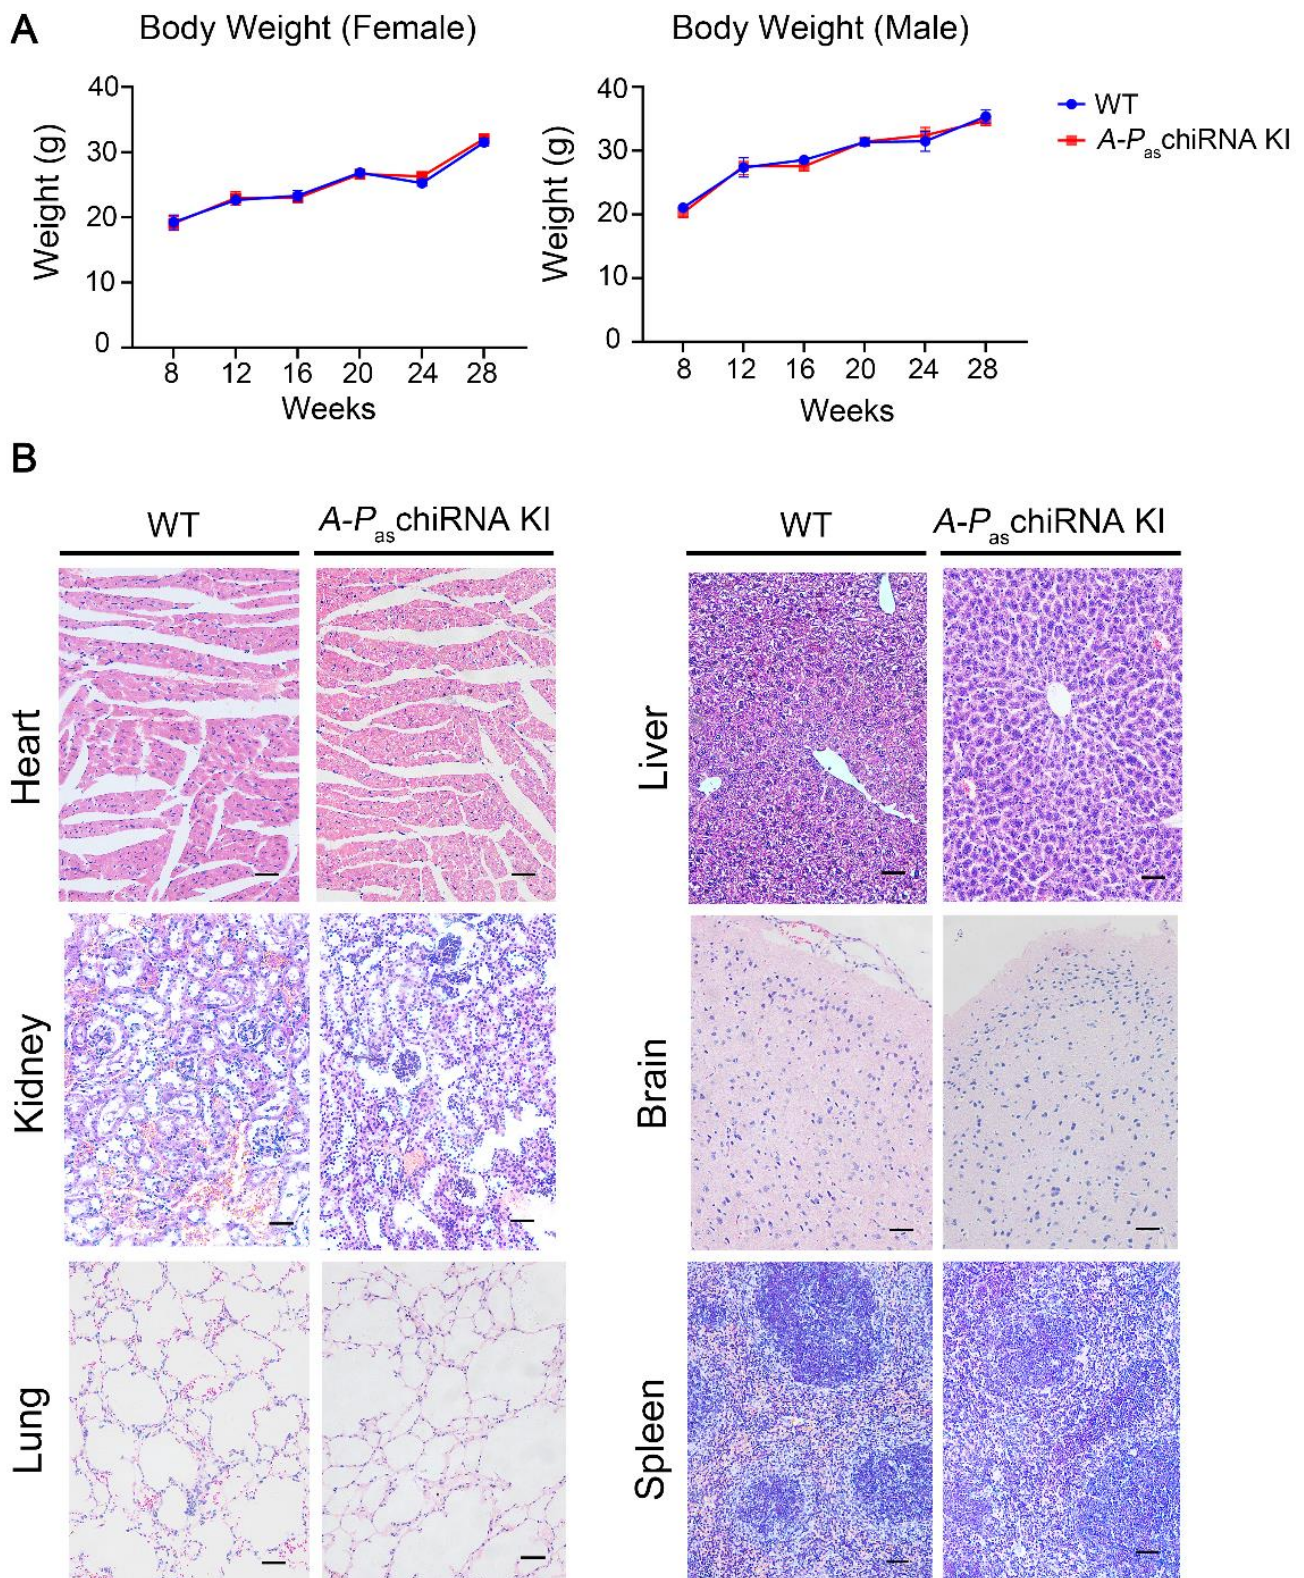 A
Body Weight (Female)
Weight (g)
40
30
20
10
0
8 12 16 20 24 28
Weeks
Body Weight (Male)
Weight (g)
40
30
20
10
0
8 12 16 20 24 28
Weeks
WT
A-PaschiRNA KI
B
WT
A-PaschiRNA KI
WT
A-PaschiRNA KI
Heart
Liver
Kidney
Brain
Lung
Spleen